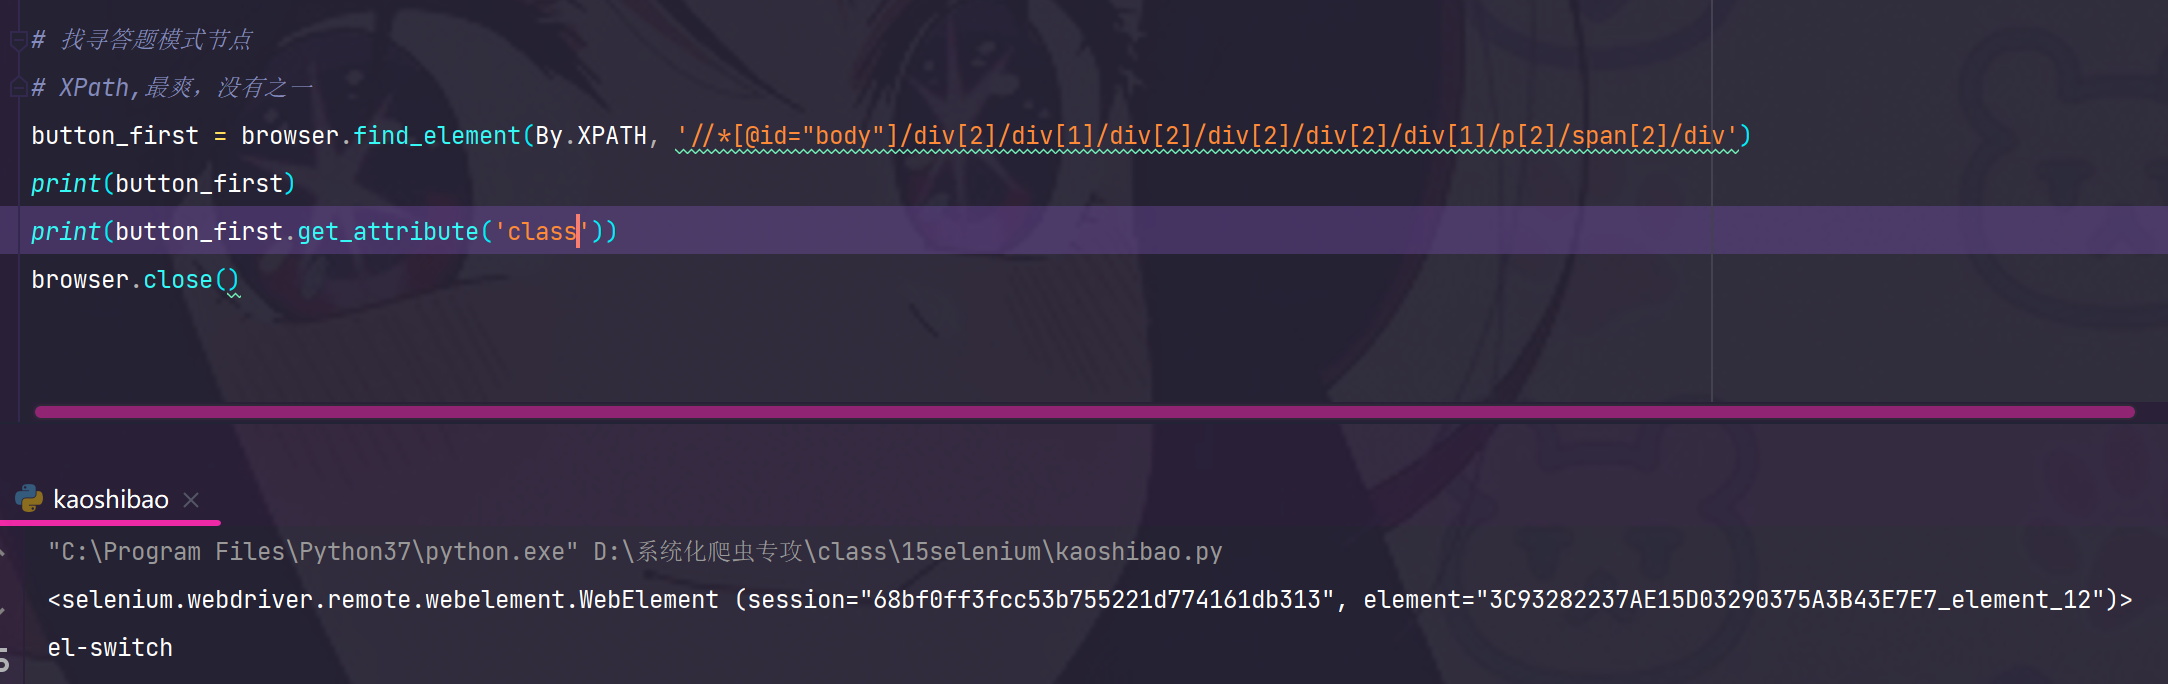 # 找寻答题模式节点
# XPath,最爽，没有之一
button_first = browser.find_element(By.XPATH, '//*[@id="body"]/div[2]/div[1]/div[2]/div[2]/div[2]/div[1]/p[2]/span[2]/div')
print(button_first)
print(button_first.get_attribute('class'))
browser.close()
kaoshibao
"C:\Program Files\Python37\python.exe" D:\系统化爬虫专攻\class\15selenium\kaoshibao.py
<selenium.webdriver.remote.webelement.WebElement (session="68bf0ff3fcc53b755221d774161db313", element="3C93282237AE15D03290375A3B43E7E7_element_12")>
el-switch